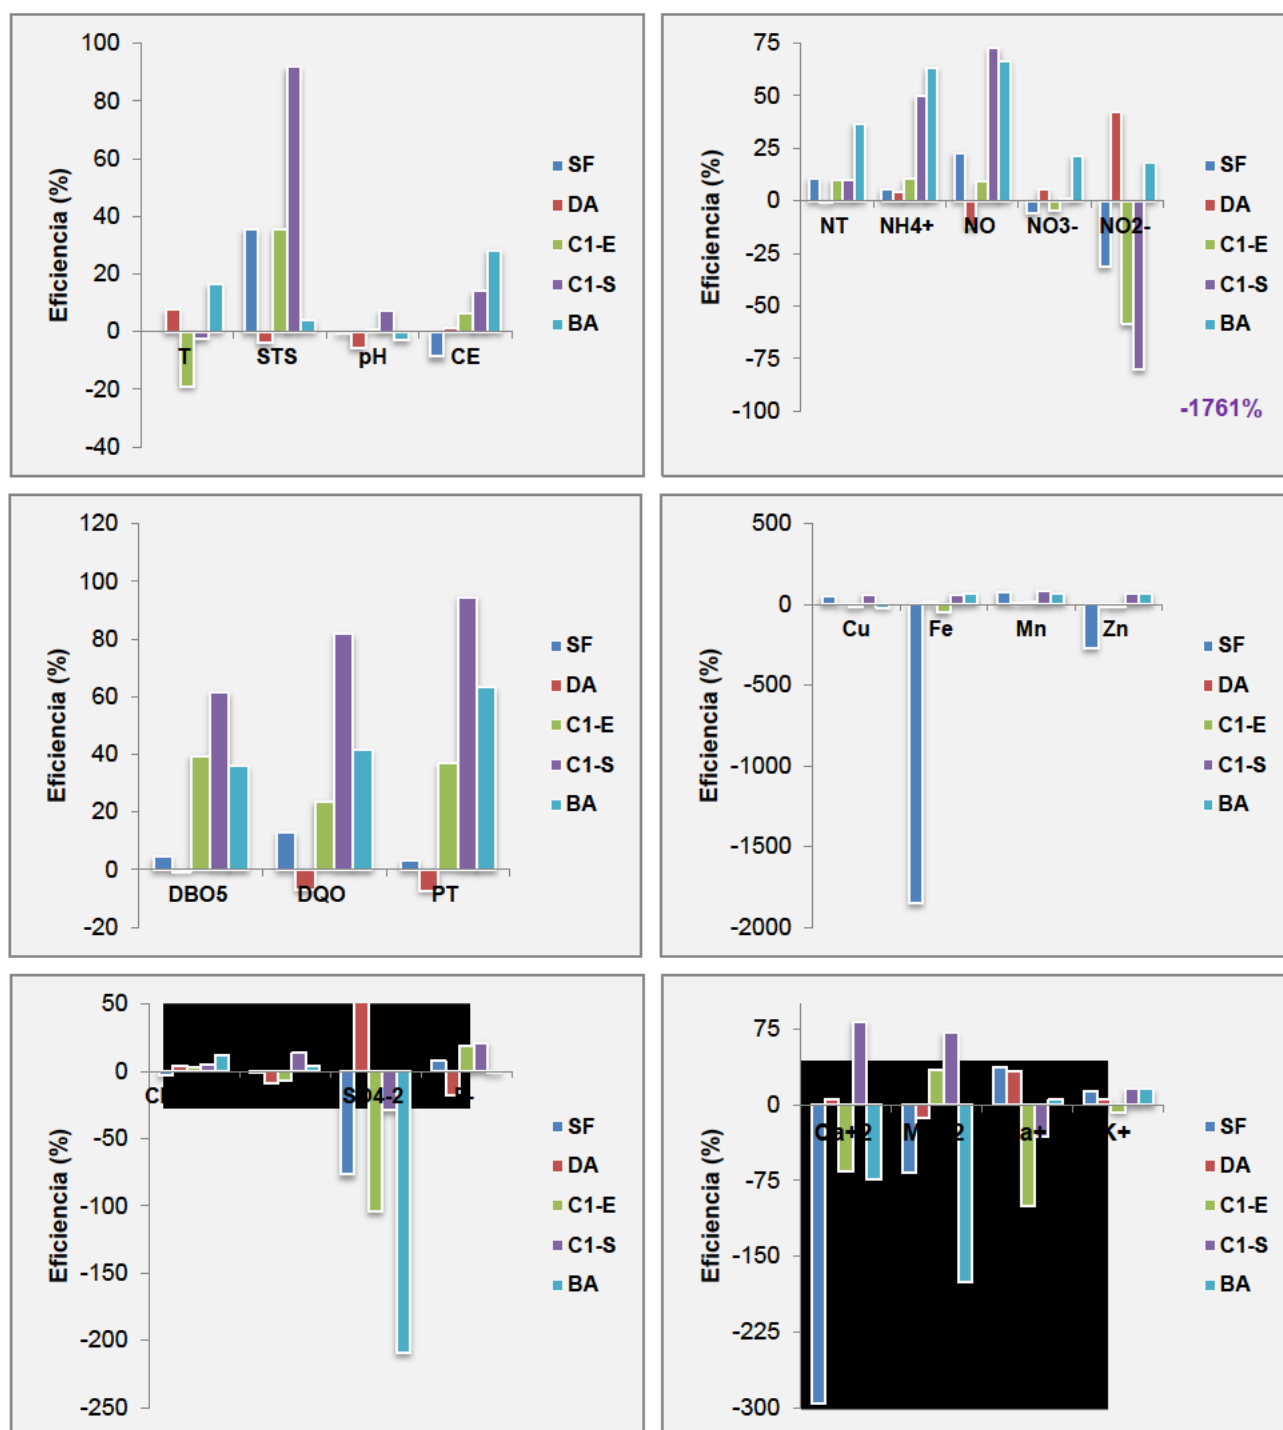 100
80
60
40
20
0
-20
-40
Eficiencia (%)
T
STS
pH
CE
SF
DA
C1-E
C1-S
BA
75
50
25
0
-25
-50
-75
-100
Eficiencia (%)
NT
NH4+
NO
NO3-
NO2-
-1761%
SF
DA
C1-E
C1-S
BA
120
100
80
60
40
20
0
-20
Eficiencia (%)
DBO5
DQO
PT
SF
DA
C1-E
C1-S
BA
500
0
-500
-1000
-1500
-2000
Eficiencia (%)
Cu
Fe
Mn
Zn
SF
DA
C1-E
C1-S
BA
50
0
-50
-100
-150
-200
-250
Eficiencia (%)
SO4-2
SF
DA
C1-E
C1-S
BA
75
0
-75
-150
-225
-300
Eficiencia (%)
Ca+2
K+
SF
DA
C1-E
C1-S
BA